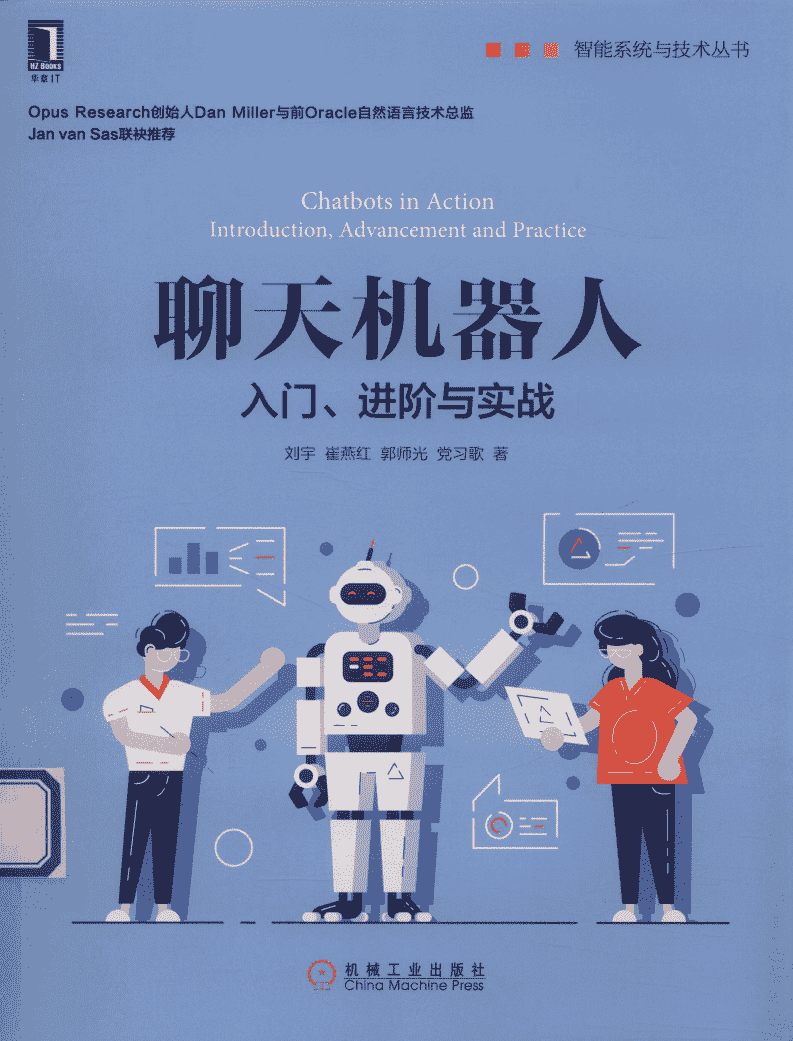 HZ Books
华章IT
智能系统与技术丛书
Opus Research创始人Dan Miller与前Oracle自然语言技术总监
Jan van Sas联袂推荐
Chatbots in Action
Introduction, Advancement and Practice
聊天机器人
入门、进阶与实战
刘宇 崔燕红 郭师光 党习歌 著
机械工业出版社
China Machine Press